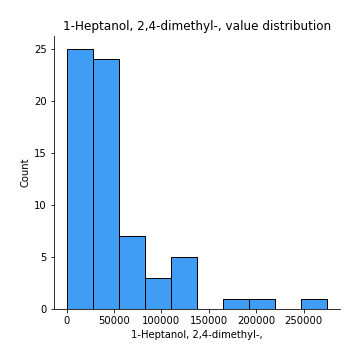 1-Heptanol, 2,4-dimethyl-, value distribution
25
20
15
10
5
0
Count
0 50000 100000 150000 200000 250000
1-Heptanol, 2,4-dimethyl-,